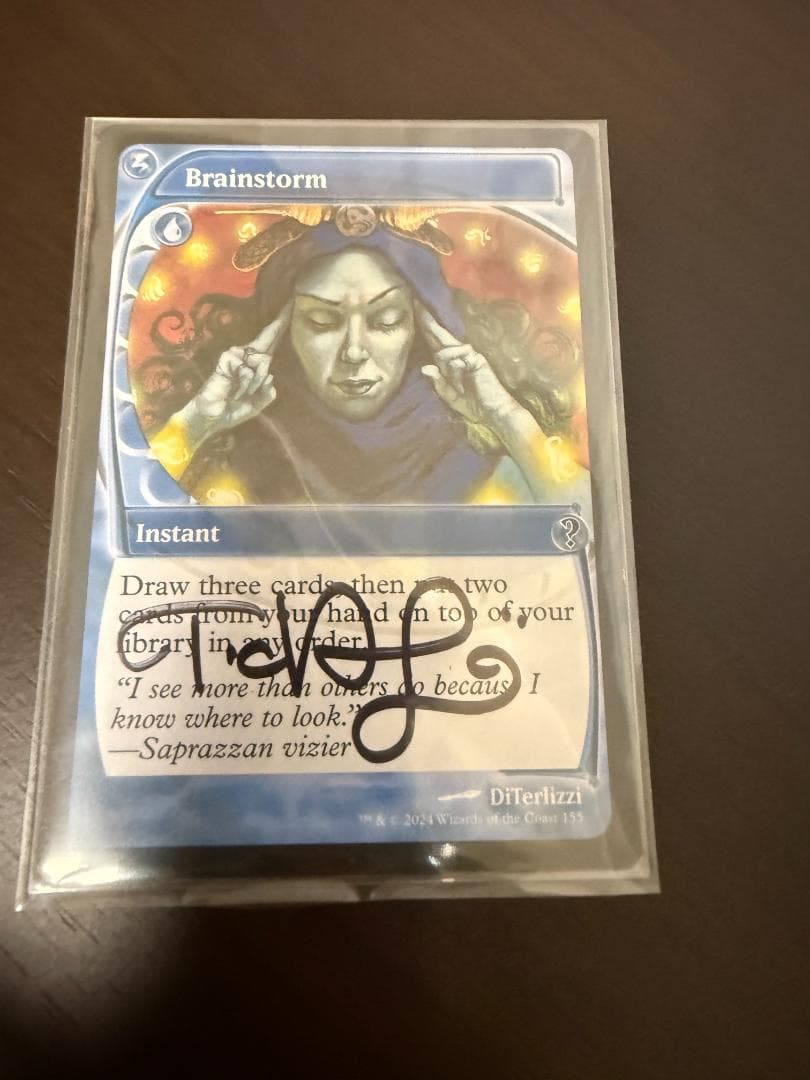 Brainstorm
Instant
?
Draw three cards, then put two
cards from your hand on top of your
library in any order.
“I see more than others do because I
know where to look.”
—Saprazzan vizier
DiTerlizzi
™ & © 2024 Wizards of the Coast 155